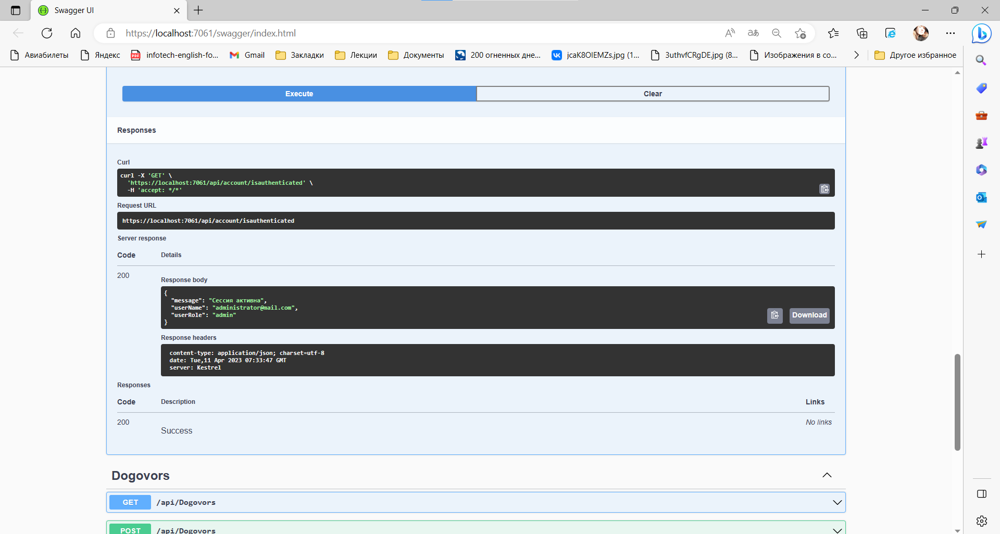 Swagger UI
https://localhost:7061/swagger/index.html
Авиабилеты Яндекс infotech-english-fo... Gmail Закладки Лекции Документы 200 огненных дне... jcaK8OIEMZs.jpg (1... 3uthvfCRgDE.jpg (8... Изображения в со... Другое избранное
Execute Clear
Responses
Curl
curl -X 'GET' \
'https://localhost:7061/api/account/isauthenticated' \
-H 'accept: */*'
Request URL
https://localhost:7061/api/account/isauthenticated
Server response
Code Details
200
Response body
{
"message": "Сессия активна",
"userName": "administrator@mail.com",
"userRole": "admin"
}
Download
Response headers
content-type: application/json; charset=utf-8
date: Tue,11 Apr 2023 07:33:47 GMT
server: Kestrel
Responses
Code Description Links
200 No links
Success
Dogovors
GET /api/Dogovors
POST /api/Dogovors